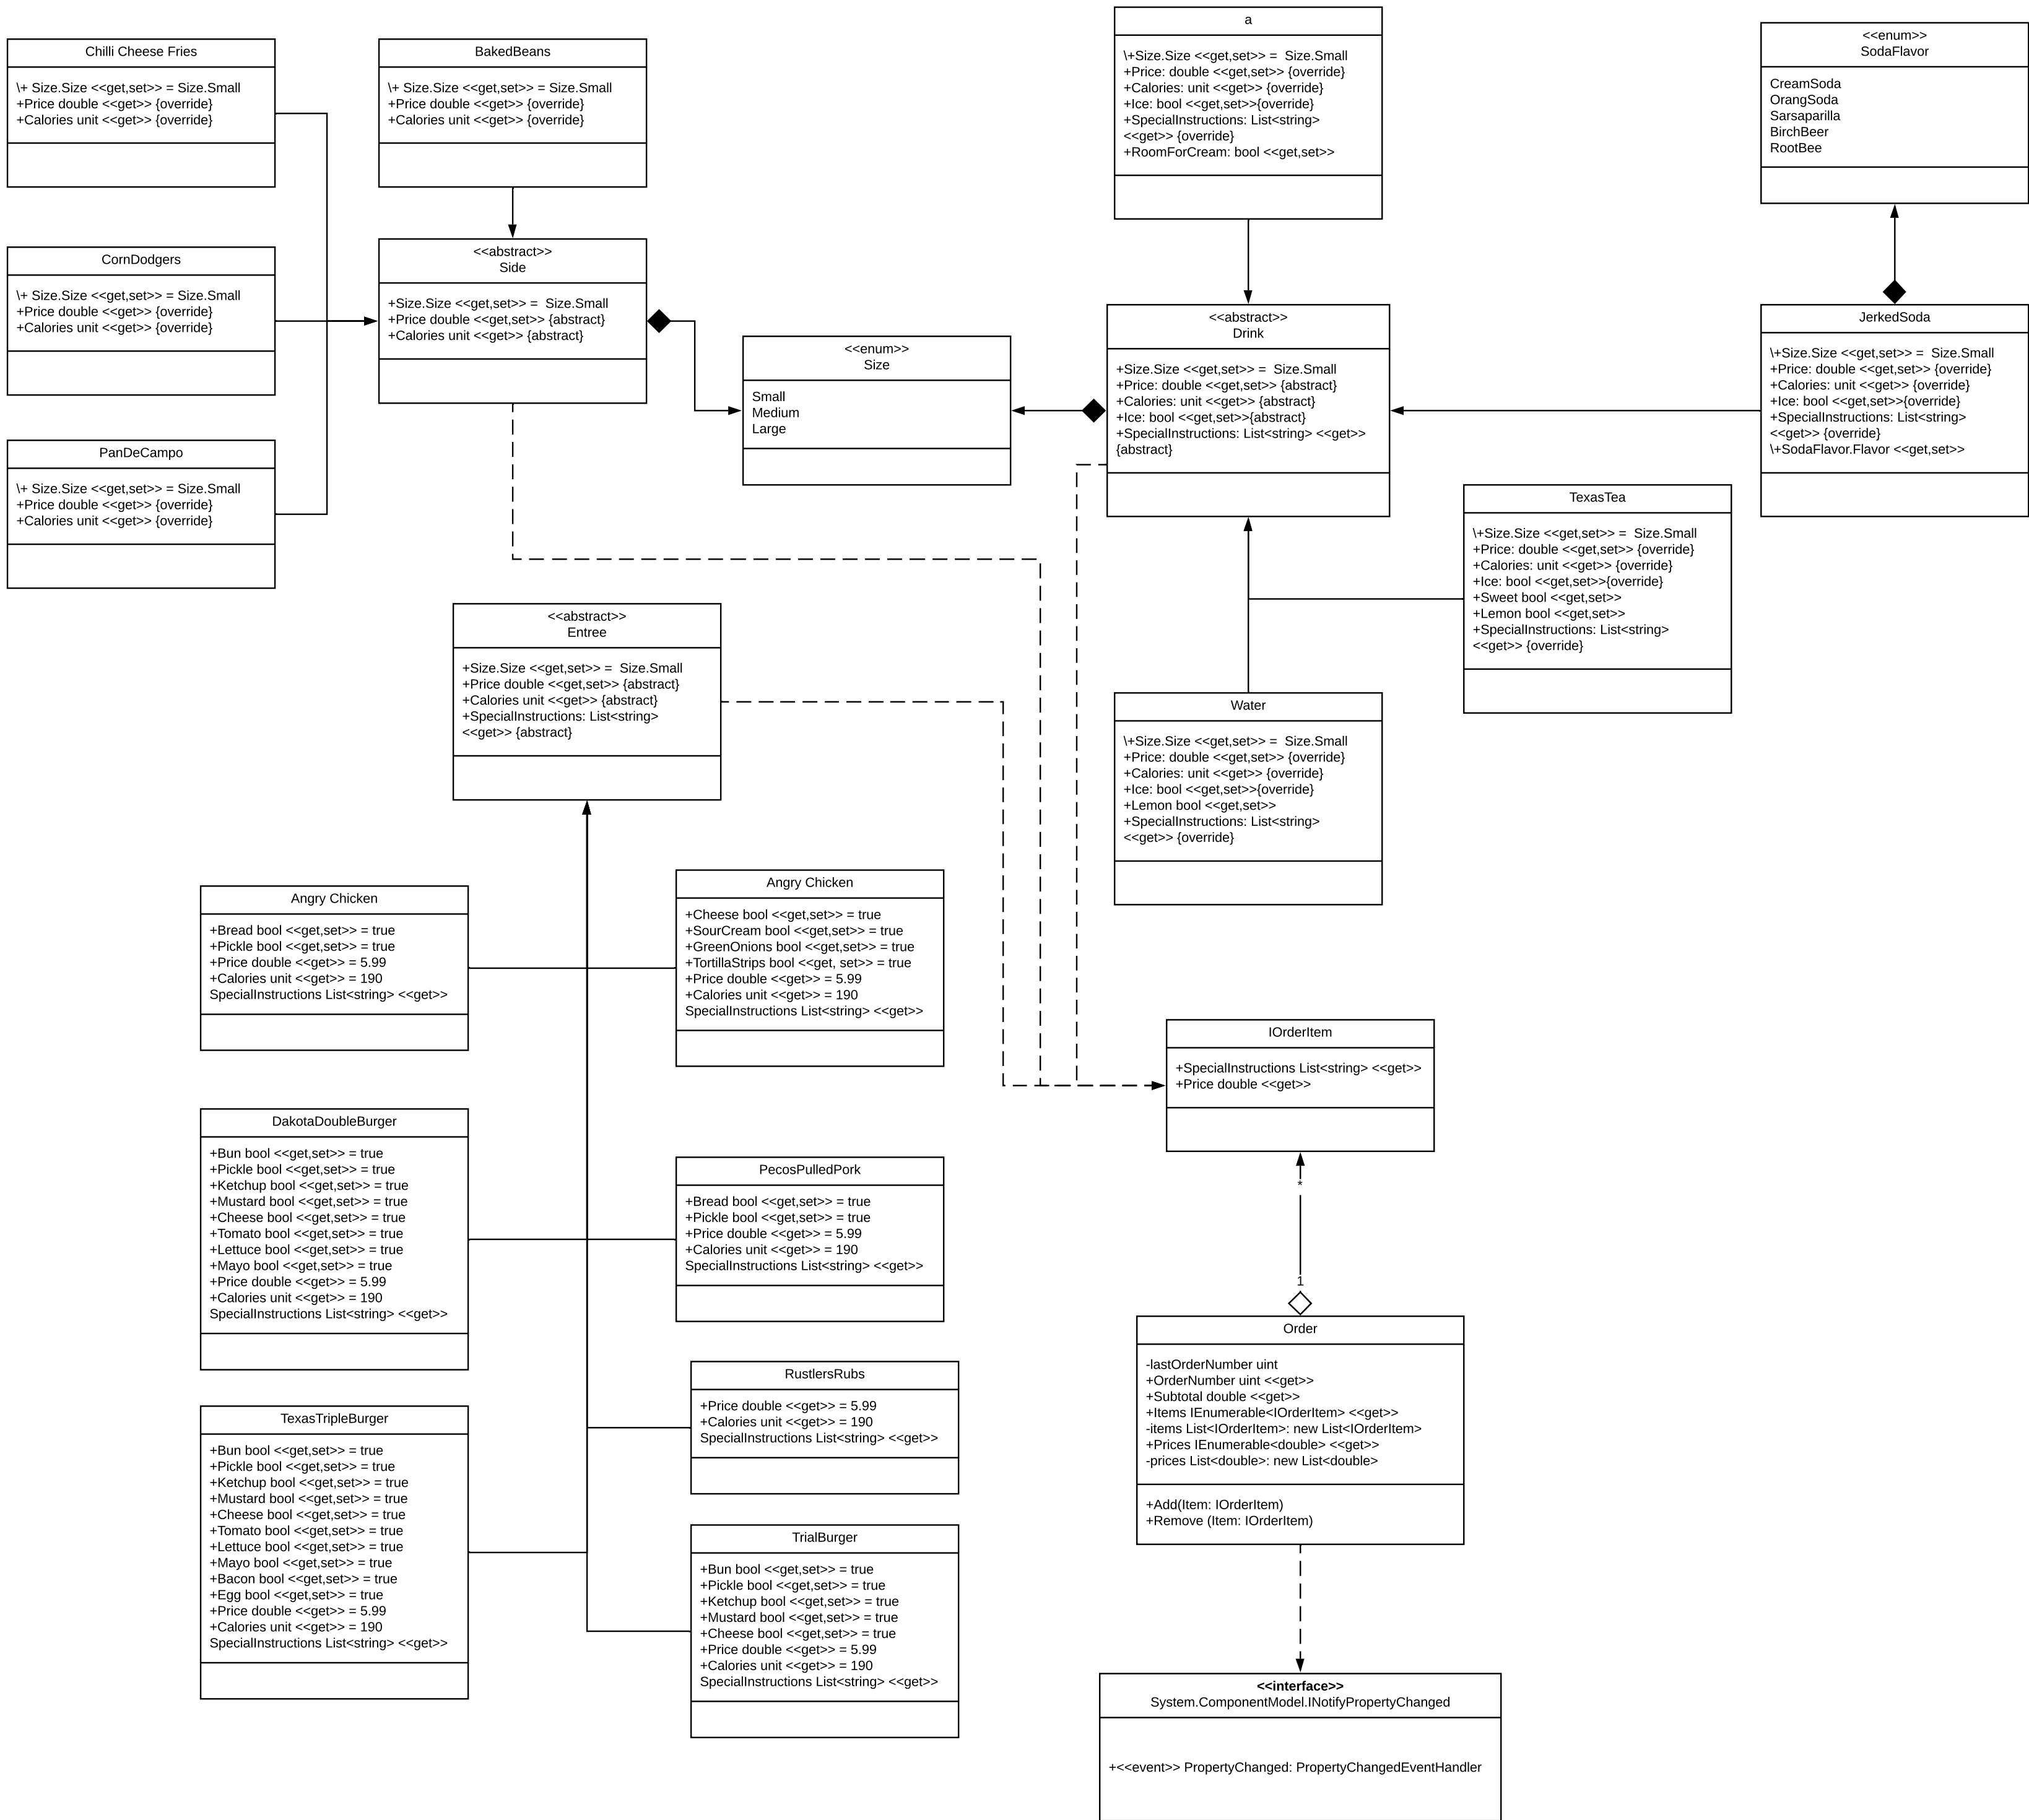 Chilli Cheese Fries
\+ Size.Size <<get,set>> = Size.Small
+Price double <<get>> {override}
+Calories unit <<get>> {override}
BakedBeans
\+ Size.Size <<get,set>> = Size.Small
+Price double <<get>> {override}
+Calories unit <<get>> {override}
a
\+Size.Size <<get,set>> =  Size.Small
+Price: double <<get,set>> {override}
+Calories: unit <<get>> {override}
+Ice: bool <<get,set>>{override}
+SpecialInstructions: List<string>
<<get>> {override}
+RoomForCream: bool <<get,set>>
<<enum>>
SodaFlavor
CreamSoda
OrangSoda
Sarsaparilla
BirchBeer
RootBee
CornDodgers
\+ Size.Size <<get,set>> = Size.Small
+Price double <<get>> {override}
+Calories unit <<get>> {override}
<<abstract>>
Side
+Size.Size <<get,set>> =  Size.Small
+Price double <<get,set>> {abstract}
+Calories unit <<get>> {abstract}
<<enum>>
Size
Small
Medium
Large
<<abstract>>
Drink
+Size.Size <<get,set>> =  Size.Small
+Price: double <<get,set>> {abstract}
+Calories: unit <<get>> {abstract}
+Ice: bool <<get,set>>{abstract}
+SpecialInstructions: List<string> <<get>>
{abstract}
JerkedSoda
\+Size.Size <<get,set>> =  Size.Small
+Price: double <<get,set>> {override}
+Calories: unit <<get>> {override}
+Ice: bool <<get,set>>{override}
+SpecialInstructions: List<string>
<<get>> {override}
\+SodaFlavor.Flavor <<get,set>>
PanDeCampo
\+ Size.Size <<get,set>> = Size.Small
+Price double <<get>> {override}
+Calories unit <<get>> {override}
TexasTea
\+Size.Size <<get,set>> =  Size.Small
+Price: double <<get,set>> {override}
+Calories: unit <<get>> {override}
+Ice: bool <<get,set>>{override}
+Sweet bool <<get,set>>
+Lemon bool <<get,set>>
+SpecialInstructions: List<string>
<<get>> {override}
<<abstract>>
Entree
+Size.Size <<get,set>> =  Size.Small
+Price double <<get,set>> {abstract}
+Calories unit <<get>> {abstract}
+SpecialInstructions: List<string>
<<get>> {abstract}
Water
\+Size.Size <<get,set>> =  Size.Small
+Price: double <<get,set>> {override}
+Calories: unit <<get>> {override}
+Ice: bool <<get,set>>{override}
+Lemon bool <<get,set>>
+SpecialInstructions: List<string>
<<get>> {override}
Angry Chicken
+Bread bool <<get,set>> = true
+Pickle bool <<get,set>> = true
+Price double <<get>> = 5.99
+Calories unit <<get>> = 190
SpecialInstructions List<string> <<get>>
Angry Chicken
+Cheese bool <<get,set>> = true
+SourCream bool <<get,set>> = true
+GreenOnions bool <<get,set>> = true
+TortillaStrips bool <<get, set>> = true
+Price double <<get>> = 5.99
+Calories unit <<get>> = 190
SpecialInstructions List<string> <<get>>
IOrderItem
+SpecialInstructions List<string> <<get>>
+Price double <<get>>
DakotaDoubleBurger
+Bun bool <<get,set>> = true
+Pickle bool <<get,set>> = true
+Ketchup bool <<get,set>> = true
+Mustard bool <<get,set>> = true
+Cheese bool <<get,set>> = true
+Tomato bool <<get,set>> = true
+Lettuce bool <<get,set>> = true
+Mayo bool <<get,set>> = true
+Price double <<get>> = 5.99
+Calories unit <<get>> = 190
SpecialInstructions List<string> <<get>>
PecosPulledPork
+Bread bool <<get,set>> = true
+Pickle bool <<get,set>> = true
+Price double <<get>> = 5.99
+Calories unit <<get>> = 190
SpecialInstructions List<string> <<get>>
*
1
Order
-lastOrderNumber uint
+OrderNumber uint <<get>>
+Subtotal double <<get>>
+Items IEnumerable<IOrderItem> <<get>>
-items List<IOrderItem>: new List<IOrderItem>
+Prices IEnumerable<double> <<get>>
-prices List<double>: new List<double>
+Add(Item: IOrderItem)
+Remove (Item: IOrderItem)
RustlersRubs
+Price double <<get>> = 5.99
+Calories unit <<get>> = 190
SpecialInstructions List<string> <<get>>
TexasTripleBurger
+Bun bool <<get,set>> = true
+Pickle bool <<get,set>> = true
+Ketchup bool <<get,set>> = true
+Mustard bool <<get,set>> = true
+Cheese bool <<get,set>> = true
+Tomato bool <<get,set>> = true
+Lettuce bool <<get,set>> = true
+Mayo bool <<get,set>> = true
+Bacon bool <<get,set>> = true
+Egg bool <<get,set>> = true
+Price double <<get>> = 5.99
+Calories unit <<get>> = 190
SpecialInstructions List<string> <<get>>
TrialBurger
+Bun bool <<get,set>> = true
+Pickle bool <<get,set>> = true
+Ketchup bool <<get,set>> = true
+Mustard bool <<get,set>> = true
+Cheese bool <<get,set>> = true
+Price double <<get>> = 5.99
+Calories unit <<get>> = 190
SpecialInstructions List<string> <<get>>
<<interface>>
System.ComponentModel.INotifyPropertyChanged
+<<event>> PropertyChanged: PropertyChangedEventHandler